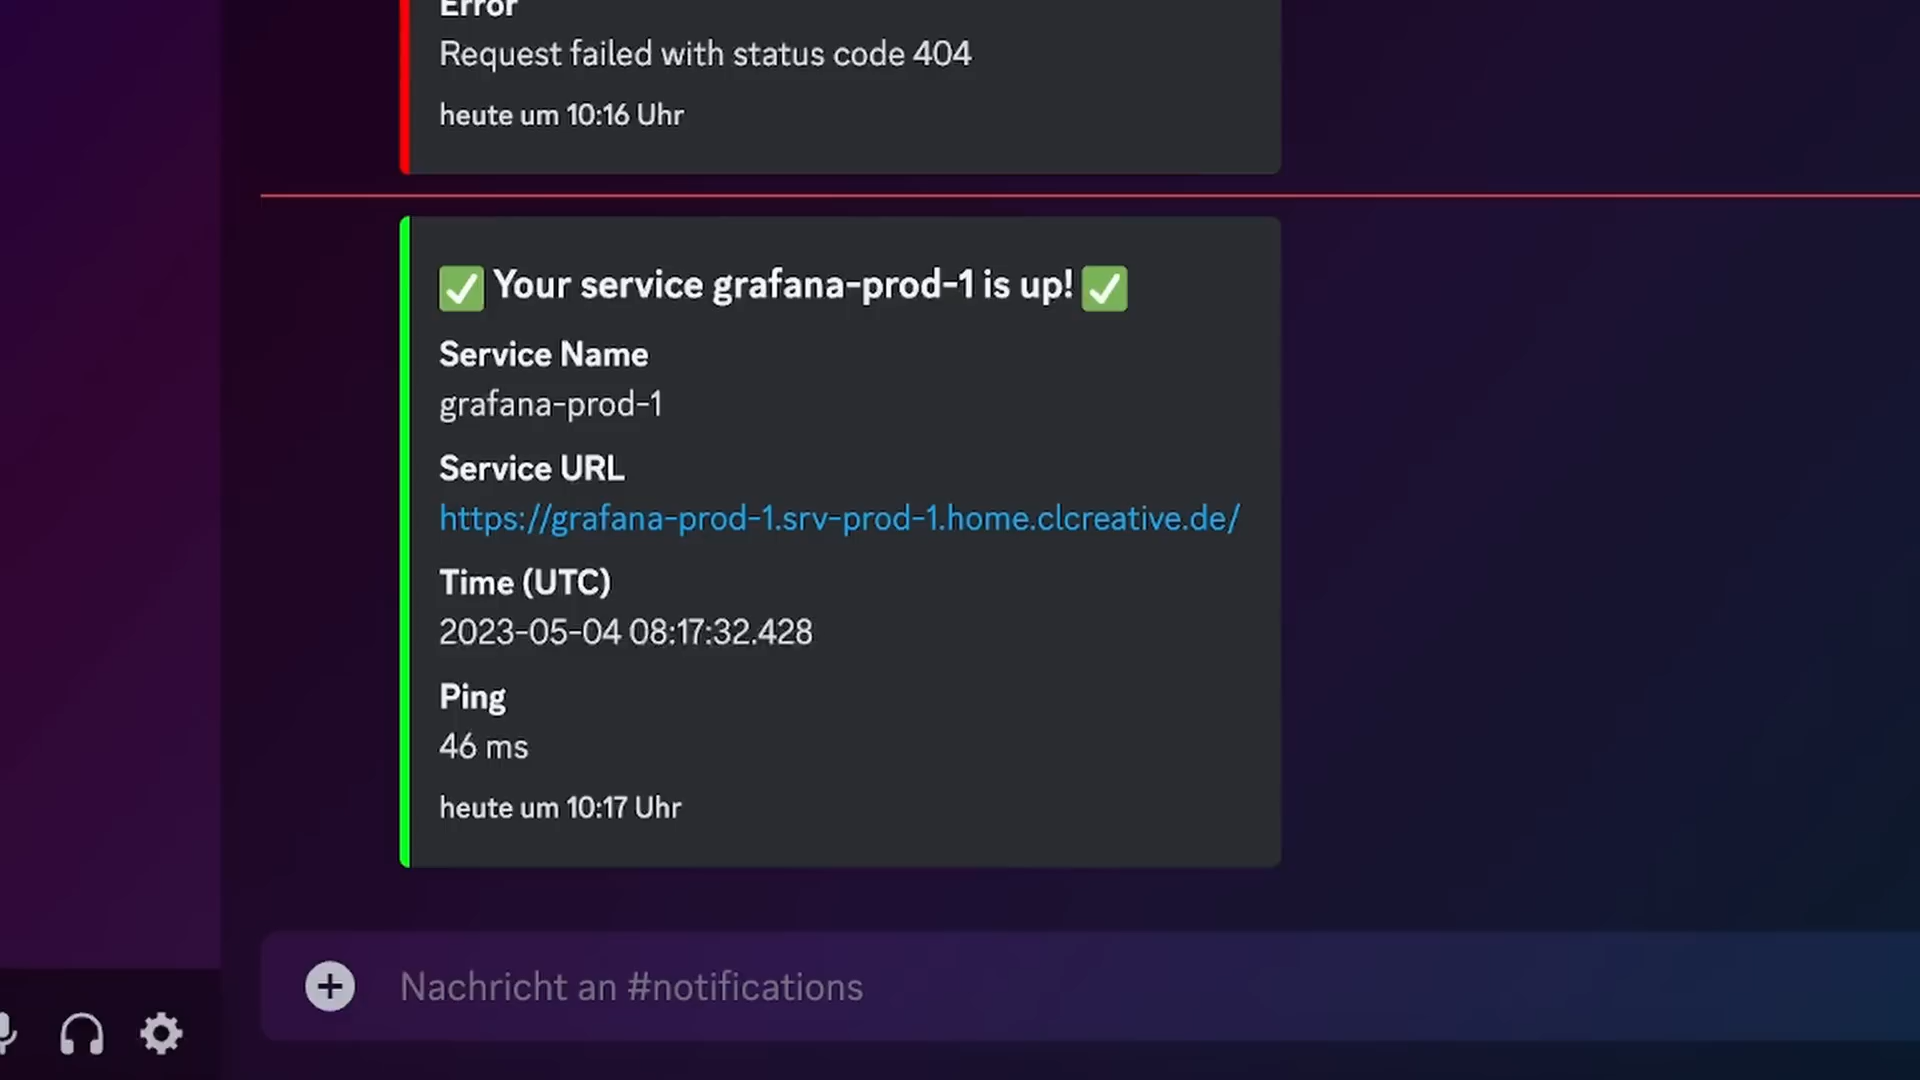 Error
Request failed with status code 404
heute um 10:16 Uhr
✅ Your service grafana-prod-1 is up! ✅
Service Name
grafana-prod-1
Service URL
https://grafana-prod-1.srv-prod-1.home.clcreative.de/
Time (UTC)
2023-05-04 08:17:32.428
Ping
46 ms
heute um 10:17 Uhr
Nachricht an #notifications